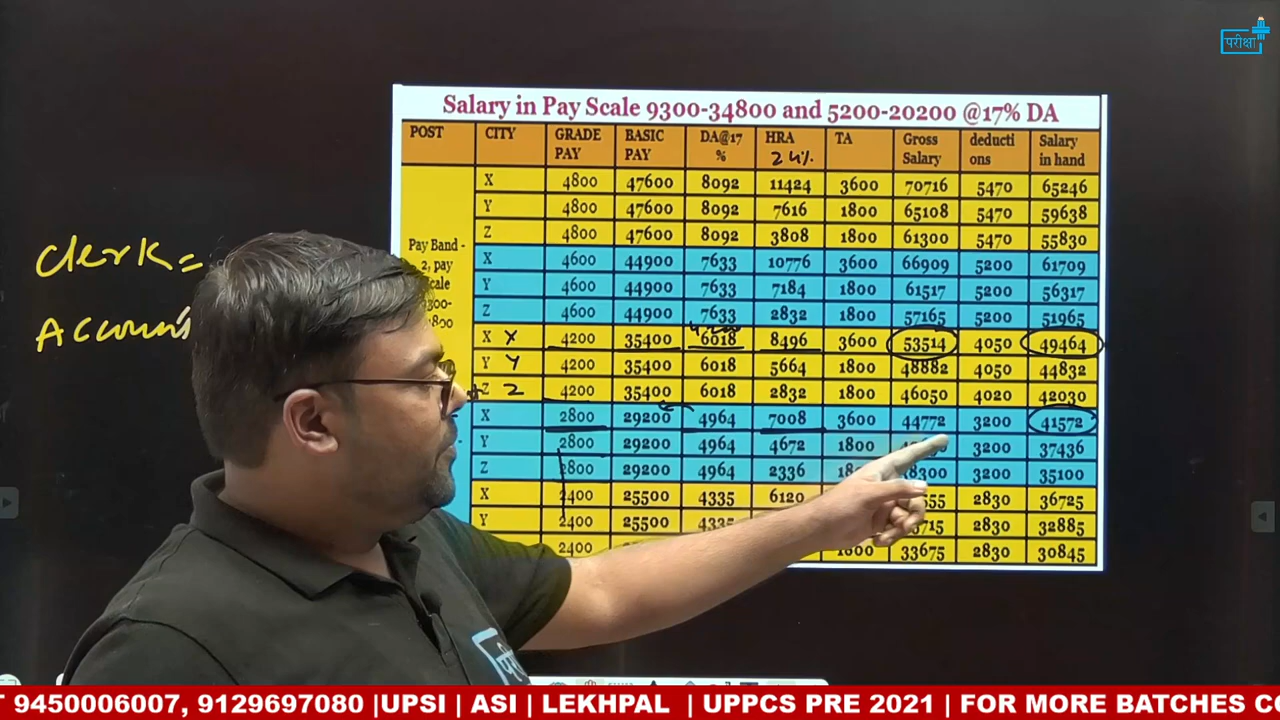 परीक्षा
Salary in Pay Scale 9300-34800 and 5200-20200 @17% DA
POST CITY GRADE PAY BASIC PAY DA@17 % HRA TA Gross Salary deducti ons Salary in hand
24%
X 4800 47600 8092 11424 3600 70716 5470 65246
Y 4800 47600 8092 7616 1800 65108 5470 59638
Z 4800 47600 8092 3808 1800 61300 5470 55830
Pay Band -
2, pay
X 4600 44900 7633 10776 3600 66909 5200 61709
Y 4600 44900 7633 7184 1800 61517 5200 56317
Z 4600 44900 7633 2832 1800 57165 5200 51965
X X 4200 35400 6018 8496 3600 53514 4050 49464
Y Y 4200 35400 6018 5664 1800 48882 4050 44832
Z Z 4200 35400 6018 2832 1800 46050 4020 42030
X 2800 29200 4964 7008 3600 44772 3200 41572
Y 2800 29200 4964 4672 1800 3200 37436
Z 2800 29200 4964 2336 3200 35100
X 2400 25500 4335 6120 2830 36725
Y 2400 25500 2830 32885
2400 33675 2830 30845
Clerk =
9450006007, 9129697080 |UPSI | ASI | LEKHPAL | UPPCS PRE 2021 | FOR MORE BATCHES